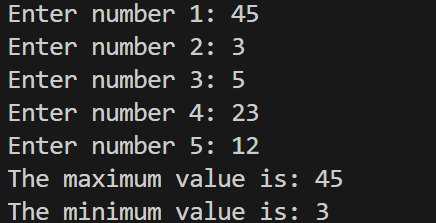 Enter number 1: 45
Enter number 2: 3
Enter number 3: 5
Enter number 4: 23
Enter number 5: 12
The maximum value is: 45
The minimum value is: 3